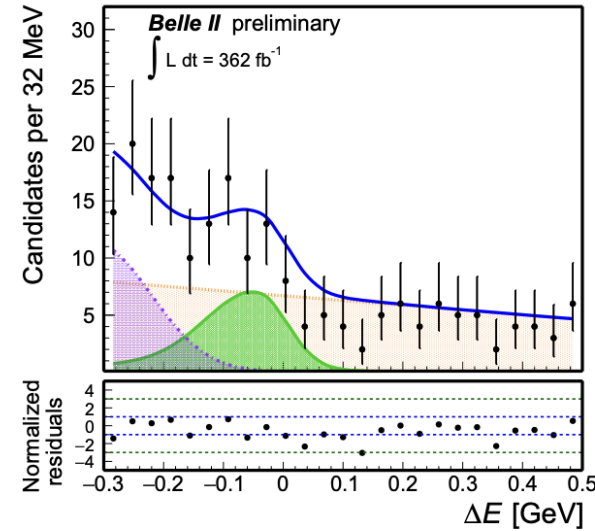 Belle II preliminary
∫ L dt = 362 fb⁻¹
Candidates per 32 MeV
30
25
20
15
10
5
Normalized residuals
4
2
0
−2
−4
−0.3 −0.2 −0.1 0 0.1 0.2 0.3 0.4 0.5
ΔE [GeV]